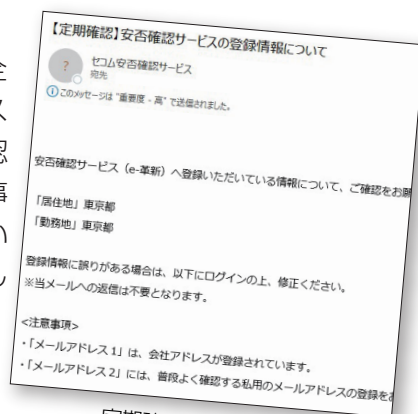 【定期確認】安否確認サービスの登録情報について
?
セコム安否確認サービス
宛先
このメッセージは "重要度 - 高" で送信されました。
安否確認サービス（e-革新）へ登録いただいている情報について、ご確認をお願
「居住地」東京都
「勤務地」東京都
登録情報に誤りがある場合は、以下にログインの上、修正ください。
※当メールへの返信は不要となります。
<注意事項>
・「メールアドレス１」は、会社アドレスが登録されています。
・「メールアドレス２」には、普段よく確認する私用のメールアドレスの登録をお